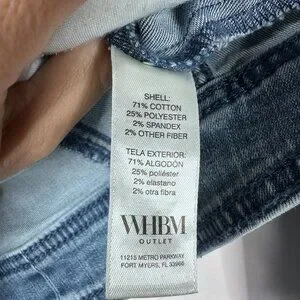 SHELL:
71% COTTON
25% POLYESTER
2% SPANDEX
2% OTHER FIBER
TELA EXTERIOR:
71% ALGODÓN
25% poliéster
2% elastano
2% otra fibra
WHBM
OUTLET
11215 METRO PARKWAY
FORT MYERS, FL 33966